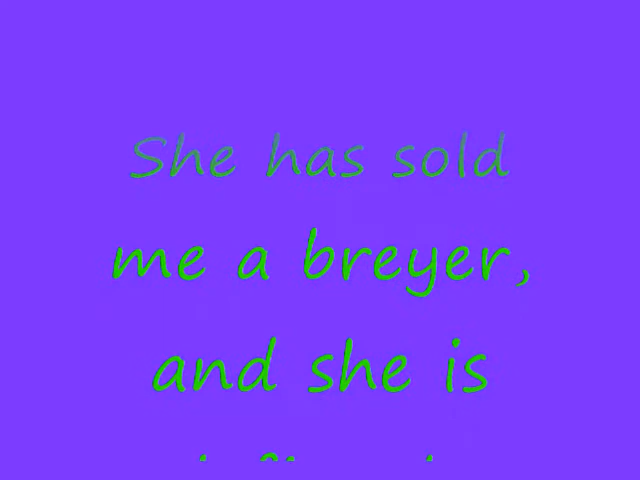 She has sold
me a breyer,
and she is